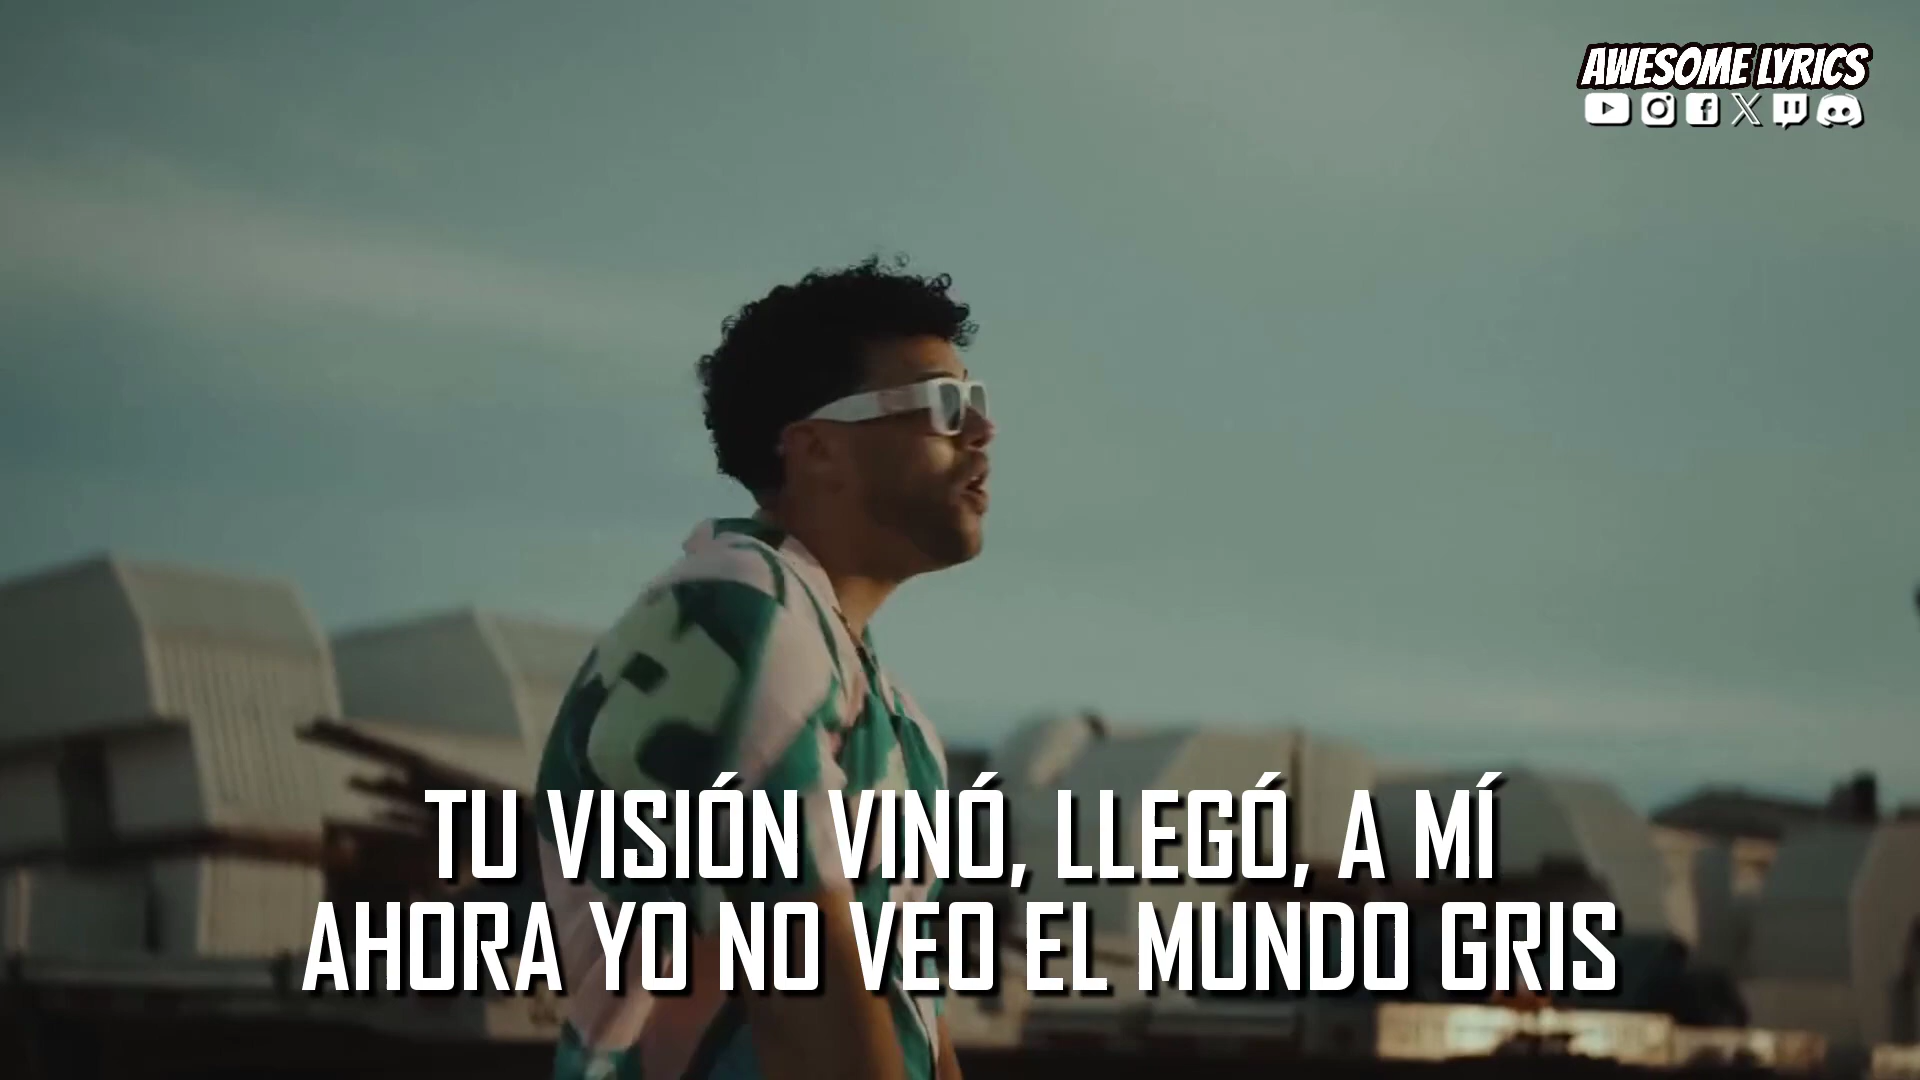 AWESOME LYRICS
TU VISIÓN VINÓ, LLEGÓ, A MÍ
AHORA YO NO VEO EL MUNDO GRIS